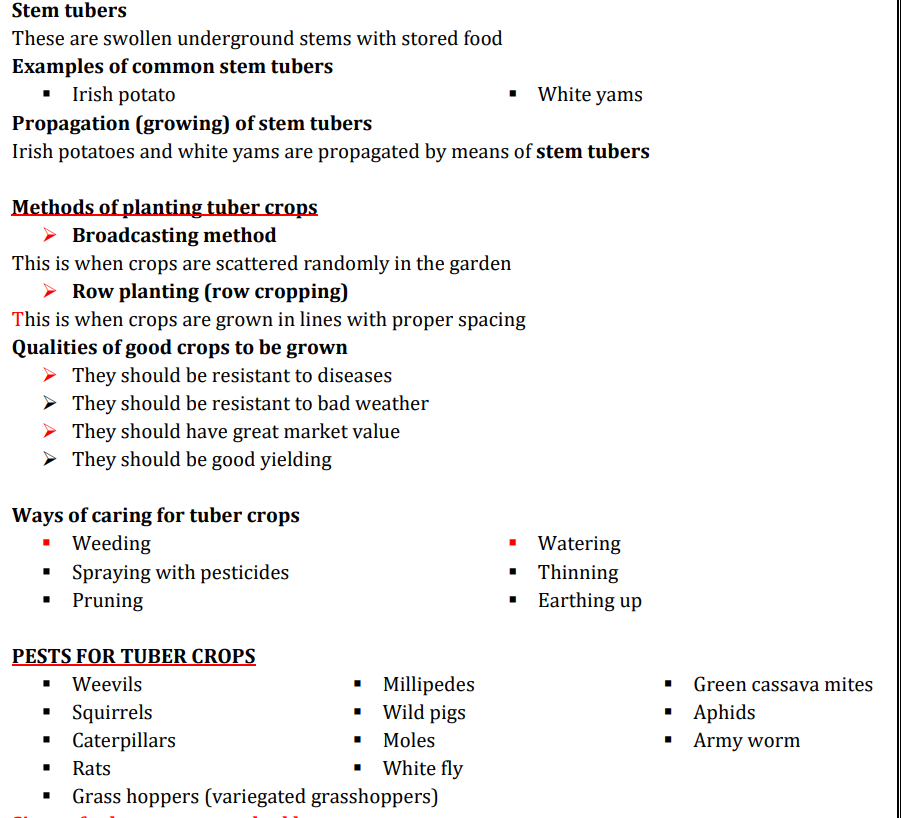 Stem tubers
These are swollen underground stems with stored food
Examples of common stem tubers
▪ Irish potato ▪ White yams
Propagation (growing) of stem tubers
Irish potatoes and white yams are propagated by means of stem tubers
Methods of planting tuber crops
➢ Broadcasting method
This is when crops are scattered randomly in the garden
➢ Row planting (row cropping)
This is when crops are grown in lines with proper spacing
Qualities of good crops to be grown
➢ They should be resistant to diseases
➢ They should be resistant to bad weather
➢ They should have great market value
➢ They should be good yielding
Ways of caring for tuber crops
▪ Weeding ▪ Watering
▪ Spraying with pesticides ▪ Thinning
▪ Pruning ▪ Earthing up
PESTS FOR TUBER CROPS
▪ Weevils ▪ Millipedes ▪ Green cassava mites
▪ Squirrels ▪ Wild pigs ▪ Aphids
▪ Caterpillars ▪ Moles ▪ Army worm
▪ Rats ▪ White fly
▪ Grass hoppers (variegated grasshoppers)